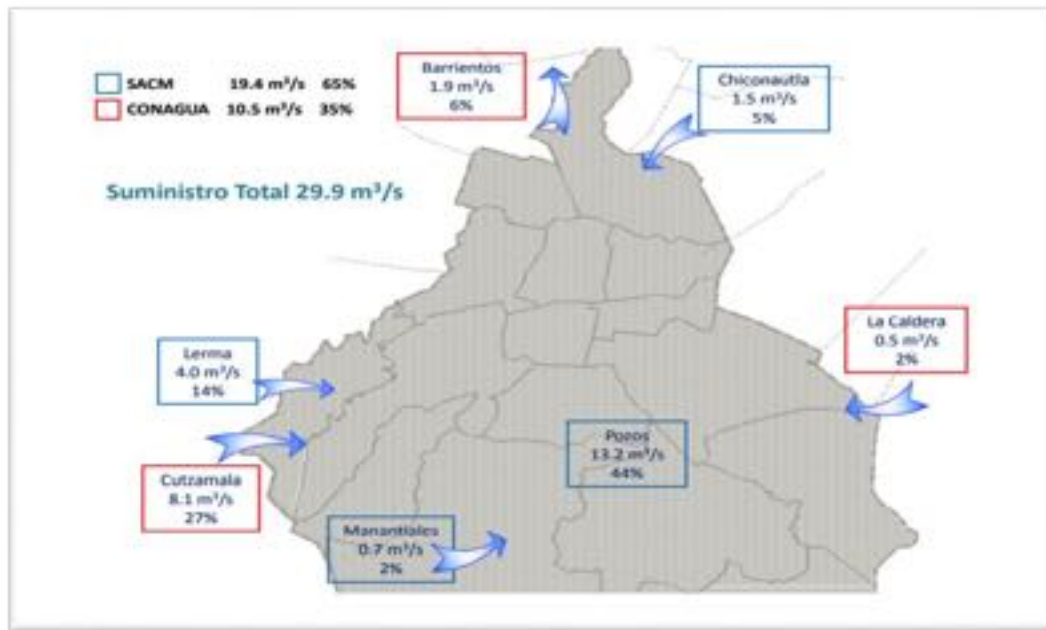 SACM 19.4 m³/s 65%
CONAGUA 10.5 m³/s 35%
Suministro Total 29.9 m³/s
Barrientos
1.9 m³/s
6%
Chiconautla
1.5 m³/s
5%
La Caldera
0.5 m³/s
2%
Lerma
4.0 m³/s
14%
Pozos
13.2 m³/s
44%
Cutzamala
8.1 m³/s
27%
Manantiales
0.7 m³/s
2%